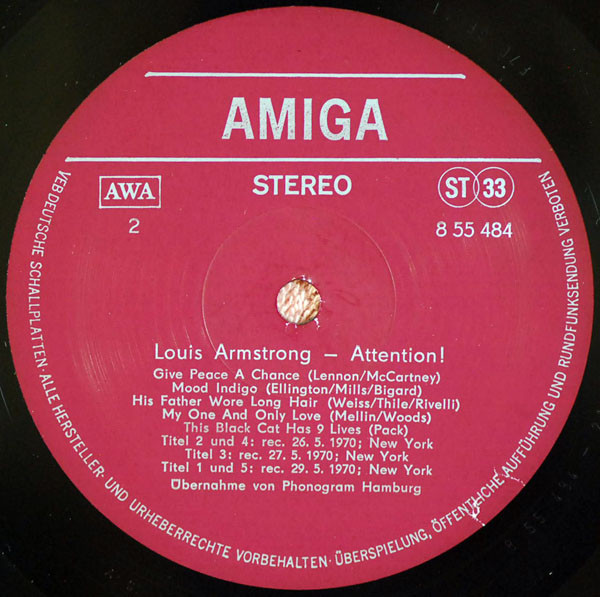 AMIGA
AWA
STEREO
ST 33
2
8 55 484
Louis Armstrong – Attention!
Give Peace A Chance (Lennon/McCartney)
Mood Indigo (Ellington/Mills/Bigard)
His Father Wore Long Hair (Weiss/Thile/Rivelli)
My One And Only Love (Mellin/Woods)
This Black Cat Has 9 Lives (Pack)
Titel 2 und 4: rec. 26. 5. 1970; New York
Titel 3: rec. 27. 5. 1970; New York
Titel 1 und 5: rec. 29. 5. 1970; New York
Übernahme von Phonogram Hamburg
VEB DEUTSCHE SCHALLPLATTEN · ALLE HERSTELLER- UND URHEBERRECHTE VORBEHALTEN · ÜBERSPIELUNG, ÖFFENTLICHE AUFFÜHRUNG UND RUNDFUNKSENDUNG VERBOTEN